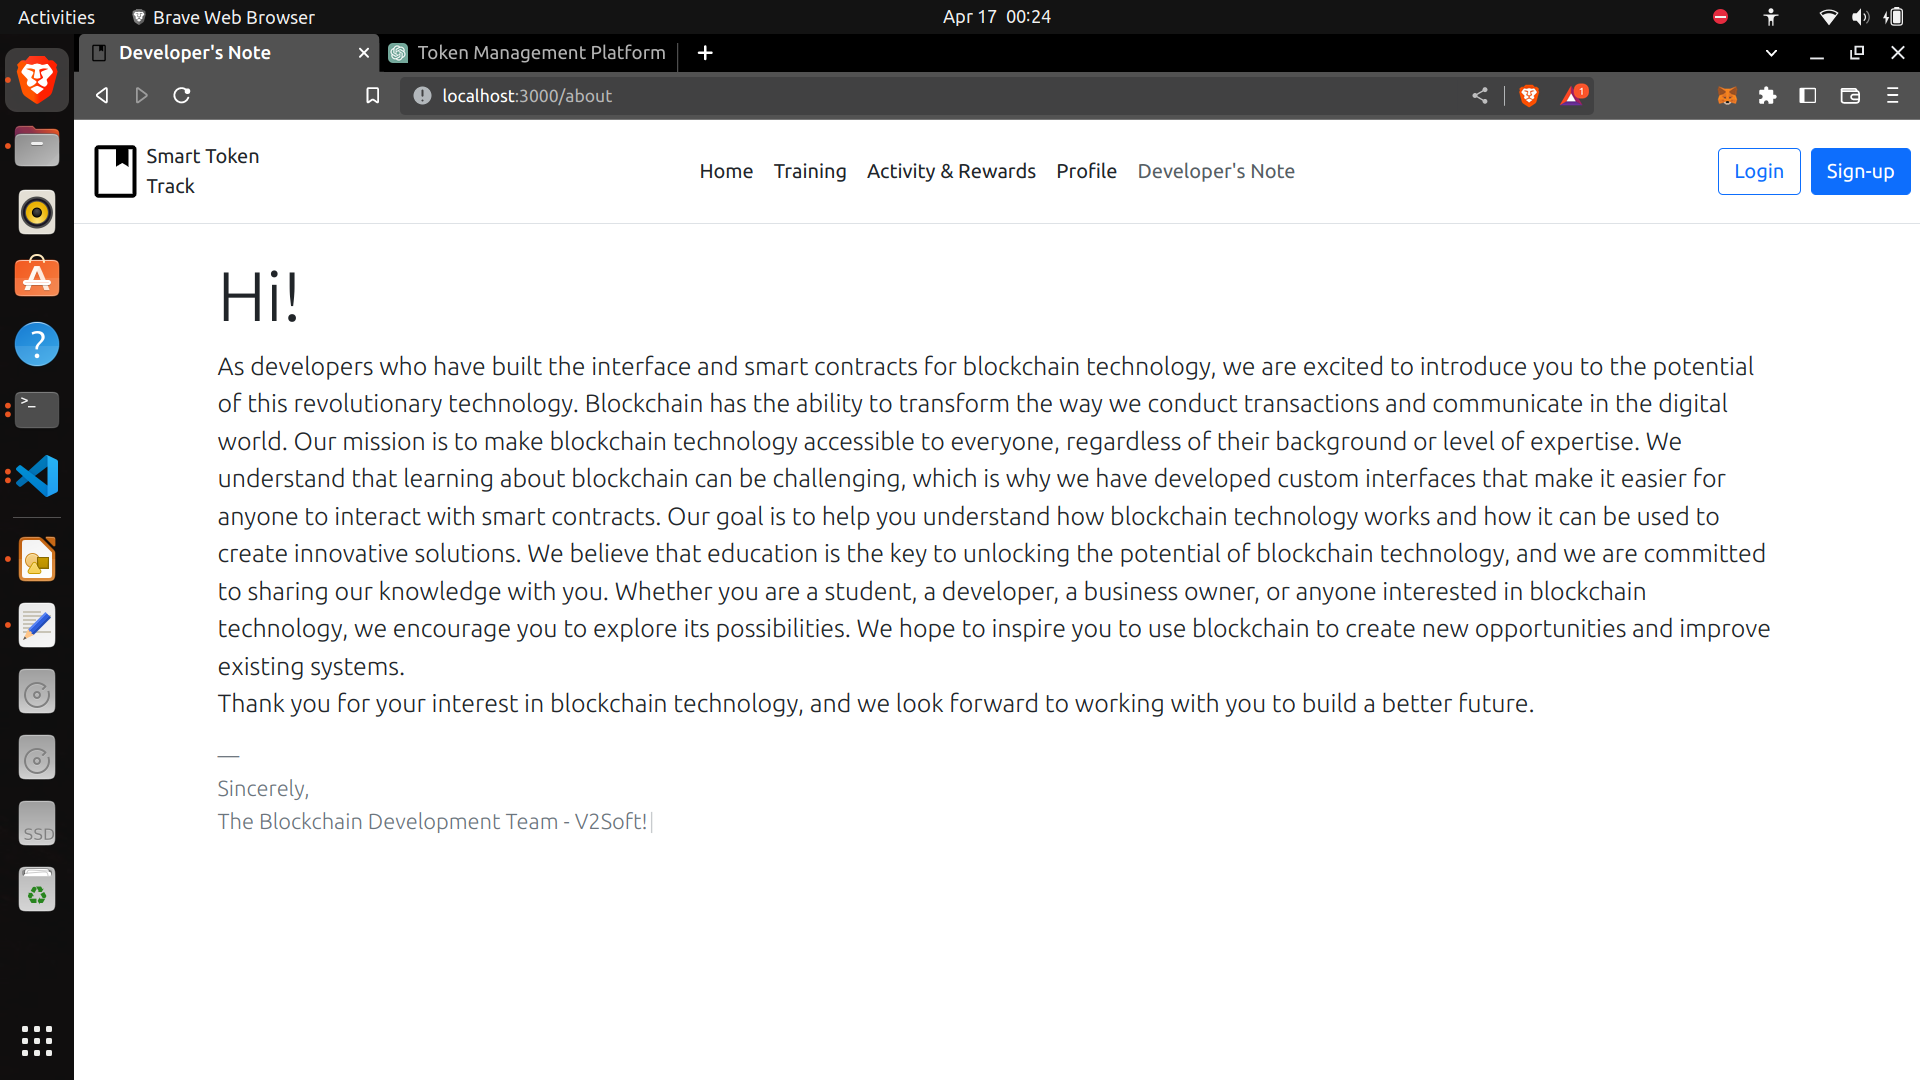 Activities
Brave Web Browser
Apr 17 00:24
Developer's Note
Token Management Platform
localhost:3000/about
1
Smart Token
Track
Home
Training
Activity & Rewards
Profile
Developer's Note
Login
Sign-up
Hi!
As developers who have built the interface and smart contracts for blockchain technology, we are excited to introduce you to the potential
of this revolutionary technology. Blockchain has the ability to transform the way we conduct transactions and communicate in the digital
world. Our mission is to make blockchain technology accessible to everyone, regardless of their background or level of expertise. We
understand that learning about blockchain can be challenging, which is why we have developed custom interfaces that make it easier for
anyone to interact with smart contracts. Our goal is to help you understand how blockchain technology works and how it can be used to
create innovative solutions. We believe that education is the key to unlocking the potential of blockchain technology, and we are committed
to sharing our knowledge with you. Whether you are a student, a developer, a business owner, or anyone interested in blockchain
technology, we encourage you to explore its possibilities. We hope to inspire you to use blockchain to create new opportunities and improve
existing systems.
Thank you for your interest in blockchain technology, and we look forward to working with you to build a better future.
—
Sincerely,
The Blockchain Development Team - V2Soft!
SSD